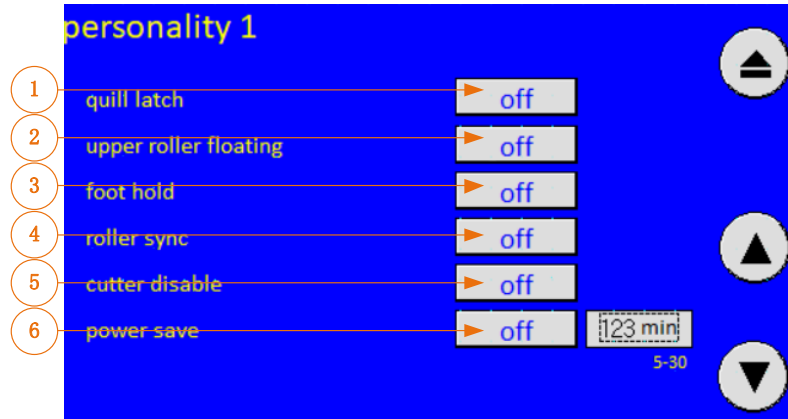 personality 1
1 quill latch off
2 upper roller floating off
3 foot hold off
4 roller sync off
5 cutter disable off
6 power save off 123 min
5-30